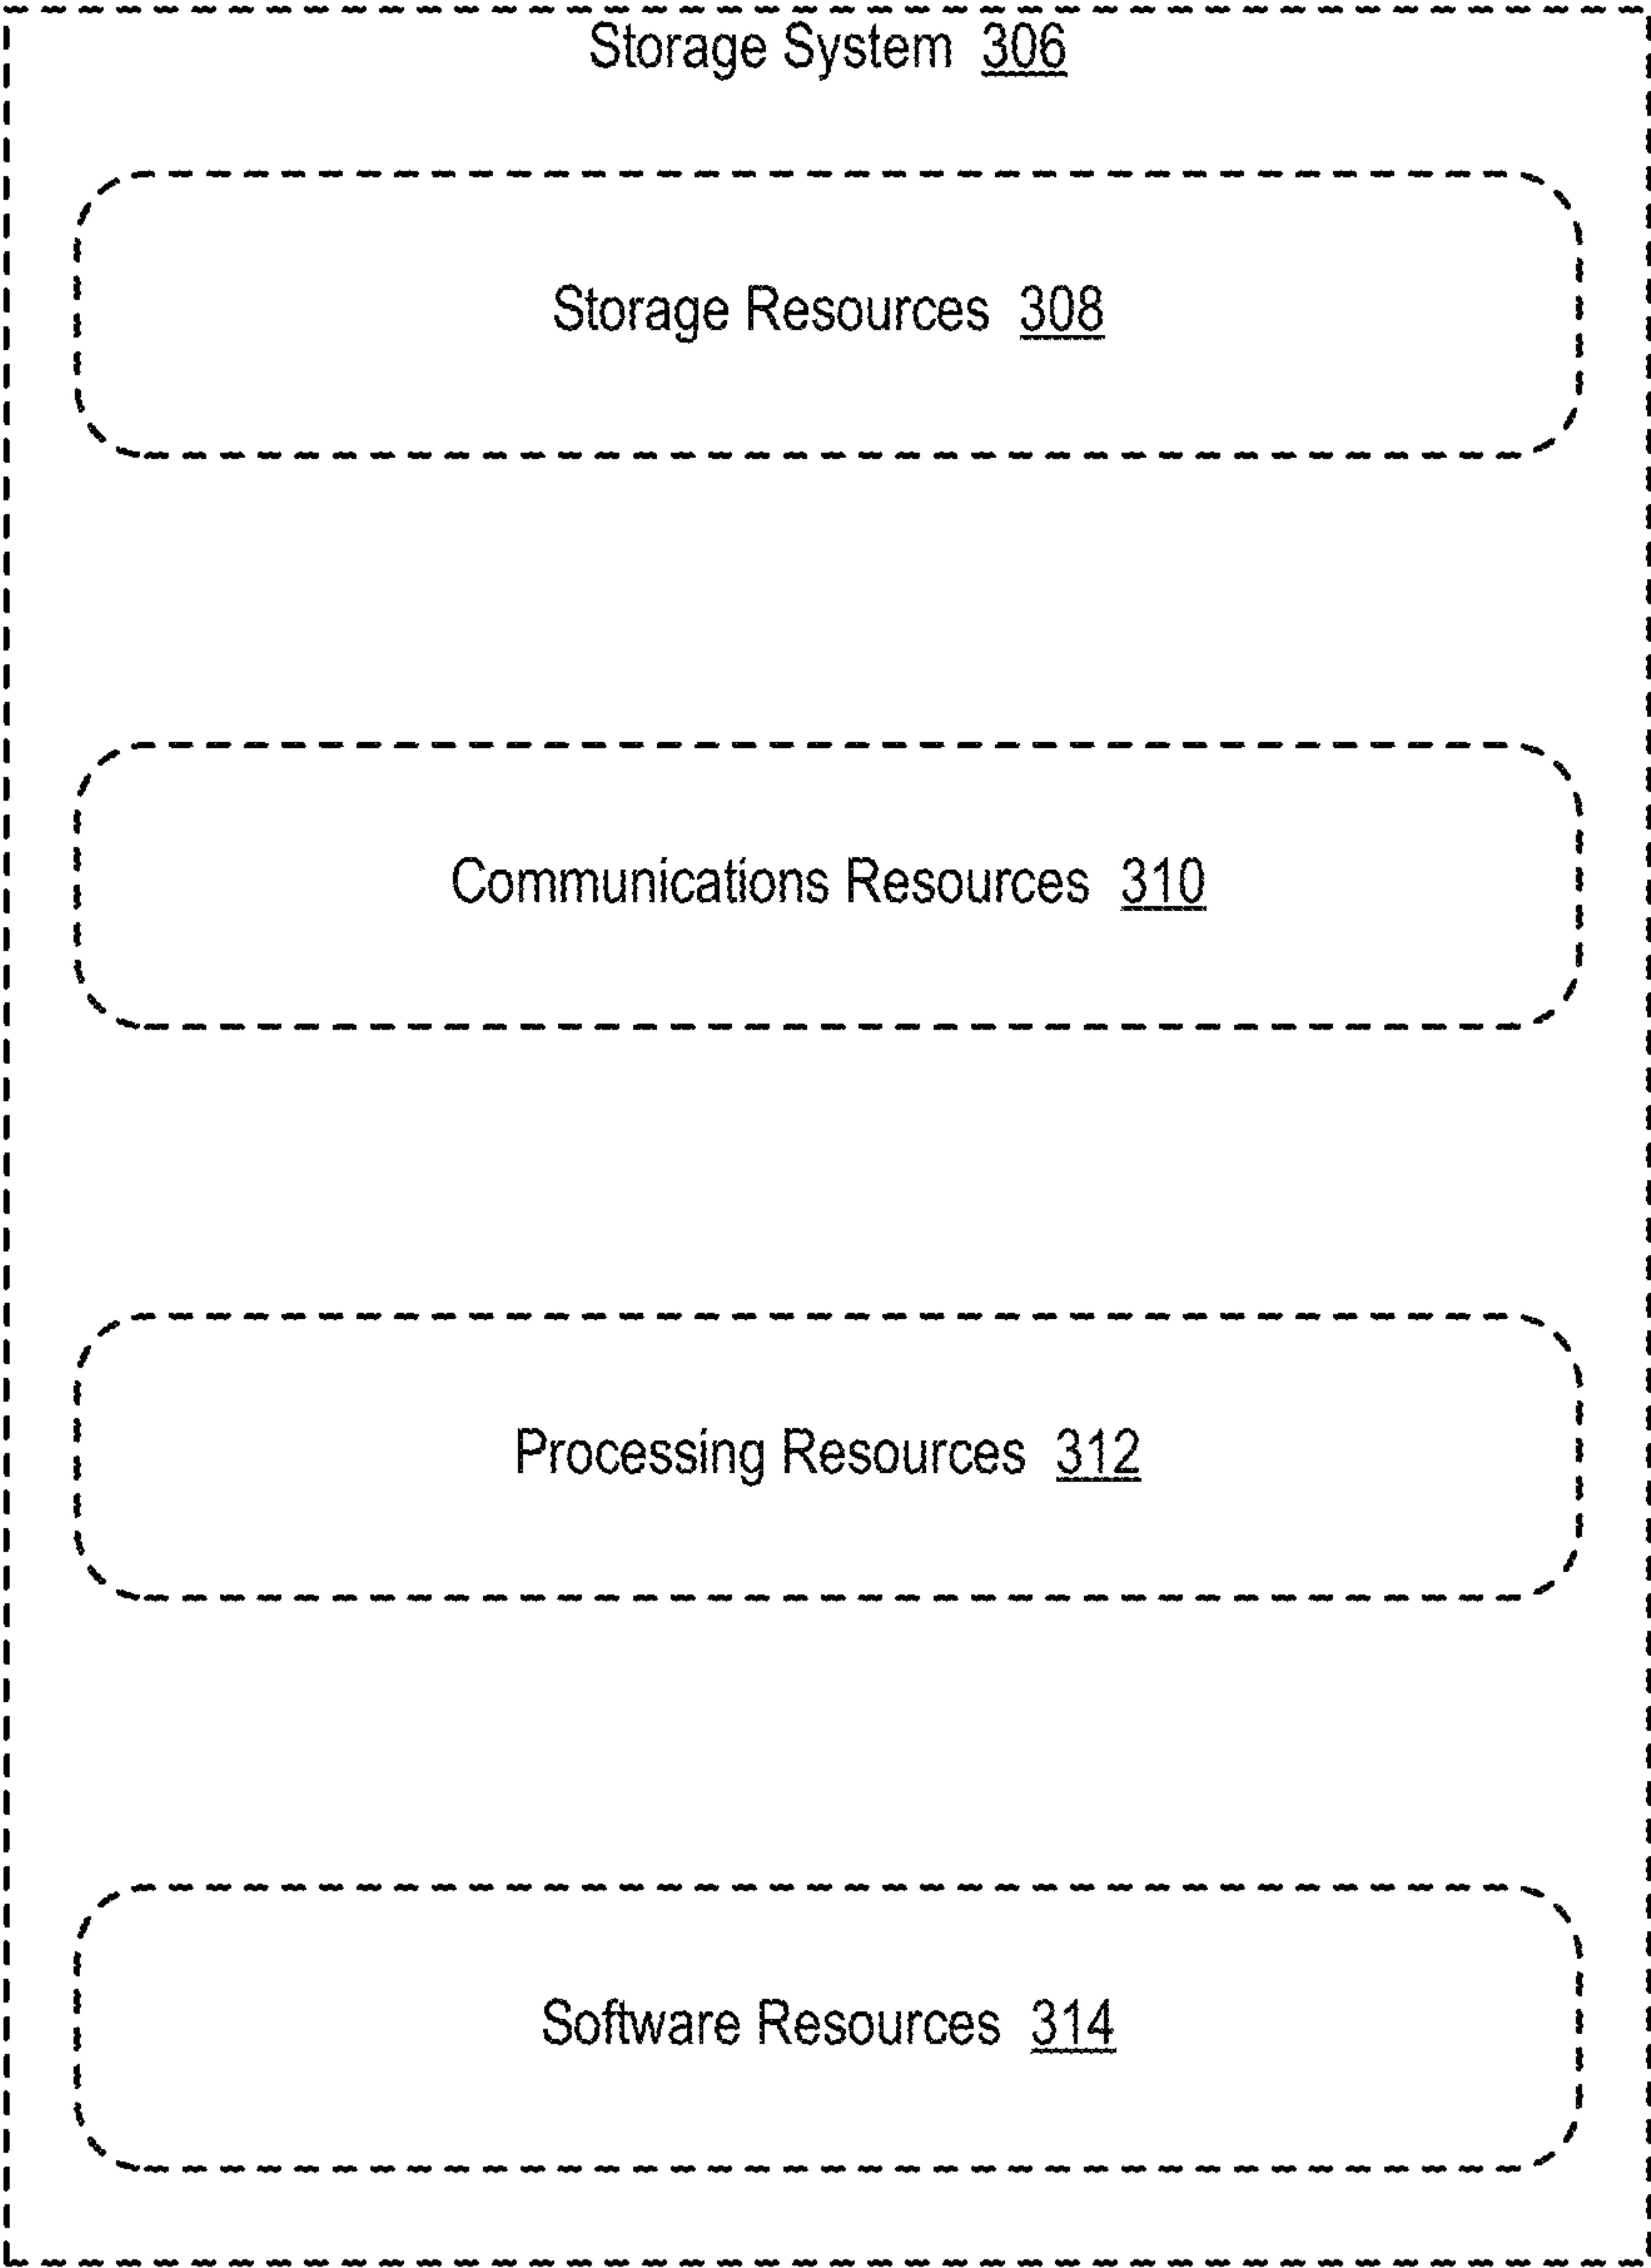 Storage System 306
Storage Resources 308
Communications Resources 310
Processing Resources 312
Software Resources 314